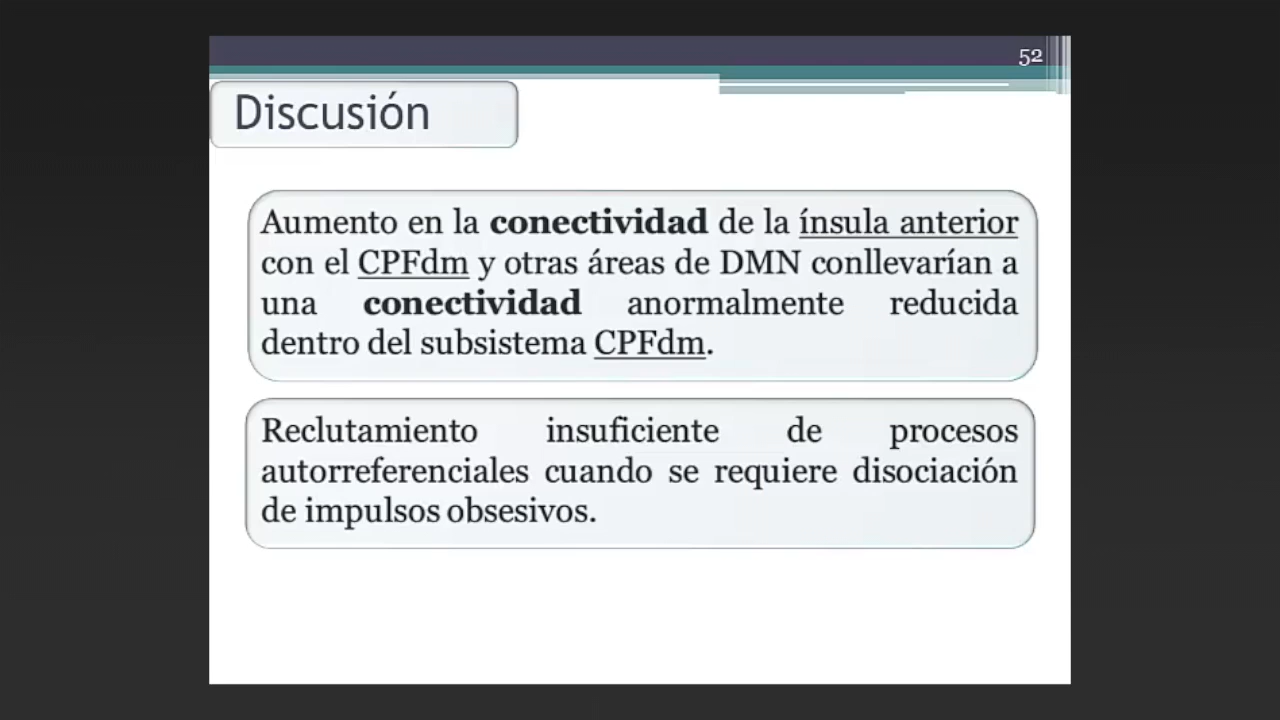 52
Discusión
Aumento en la conectividad de la ínsula anterior
con el CPFdm y otras áreas de DMN conllevarían a
una conectividad anormalmente reducida
dentro del subsistema CPFdm.
Reclutamiento insuficiente de procesos
autorreferenciales cuando se requiere disociación
de impulsos obsesivos.